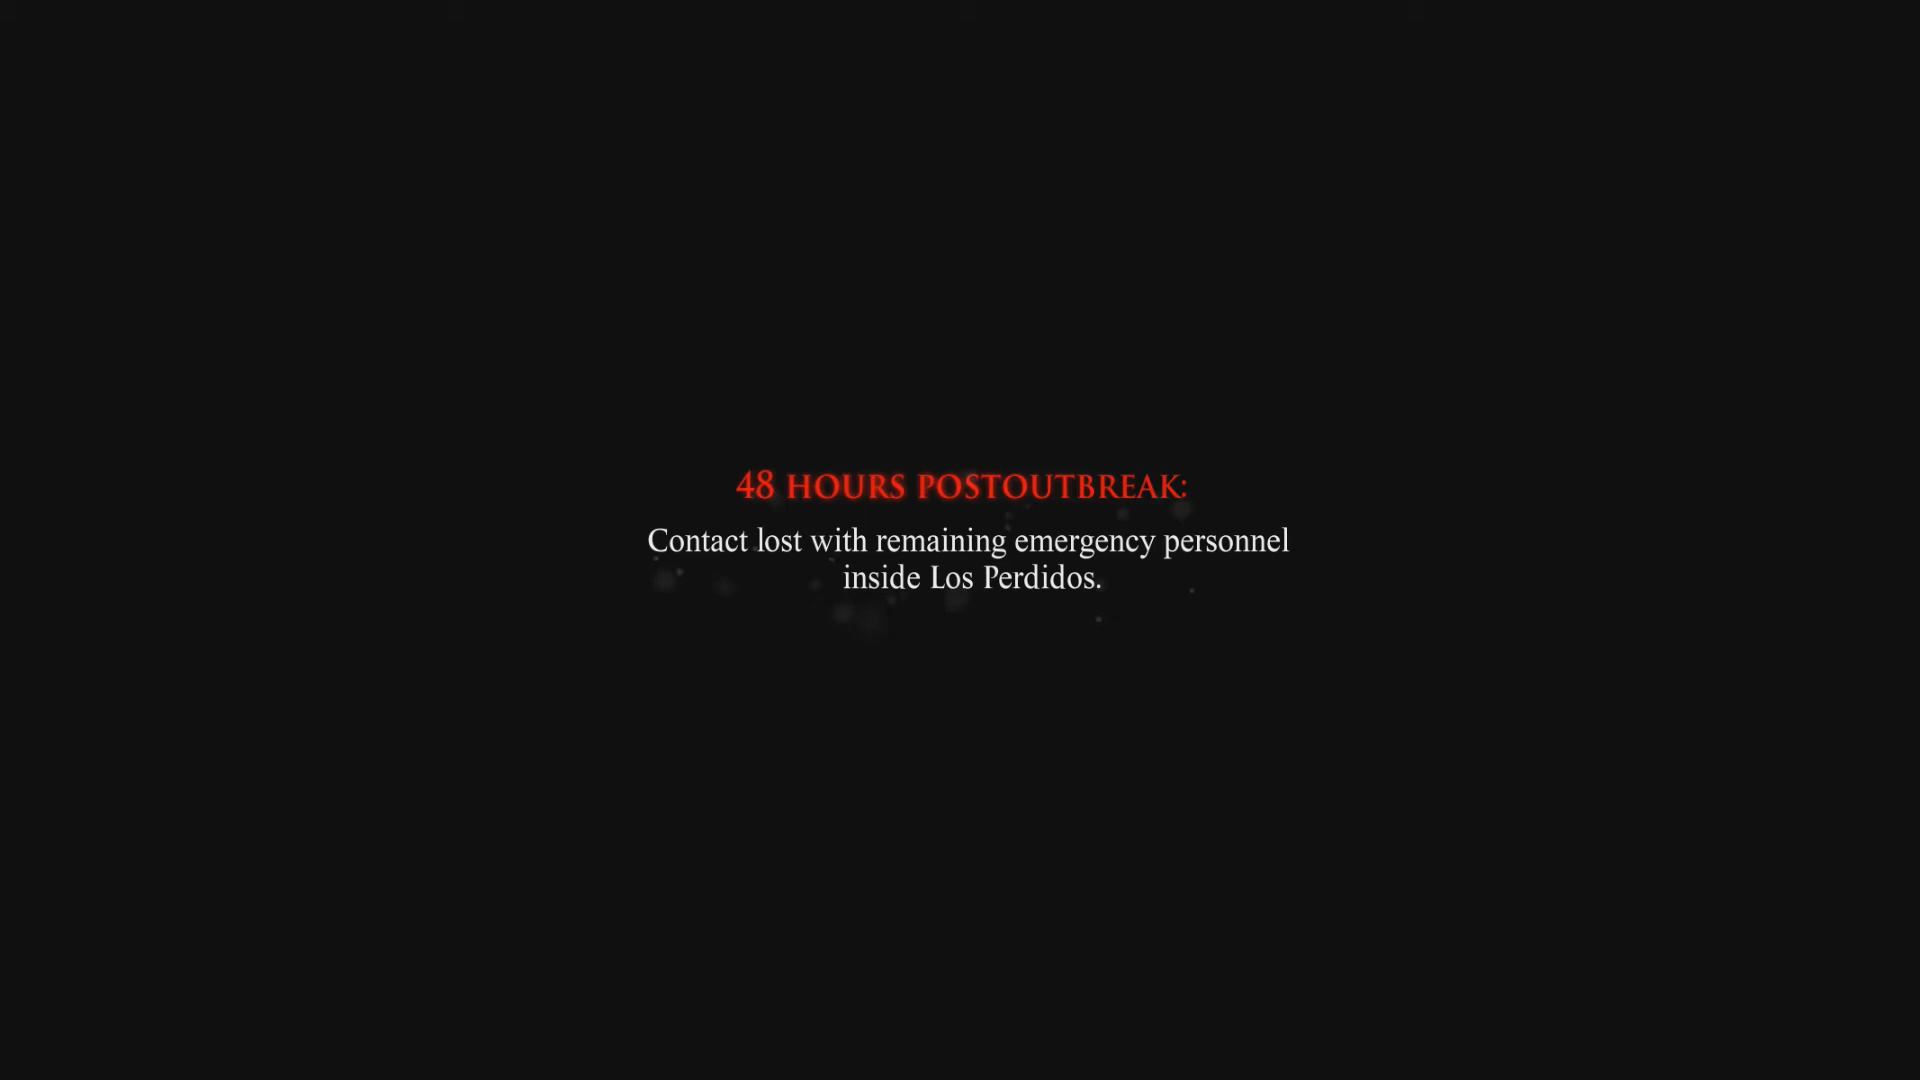 48 HOURS POSTOUTBREAK:
Contact lost with remaining emergency personnel
inside Los Perdidos.